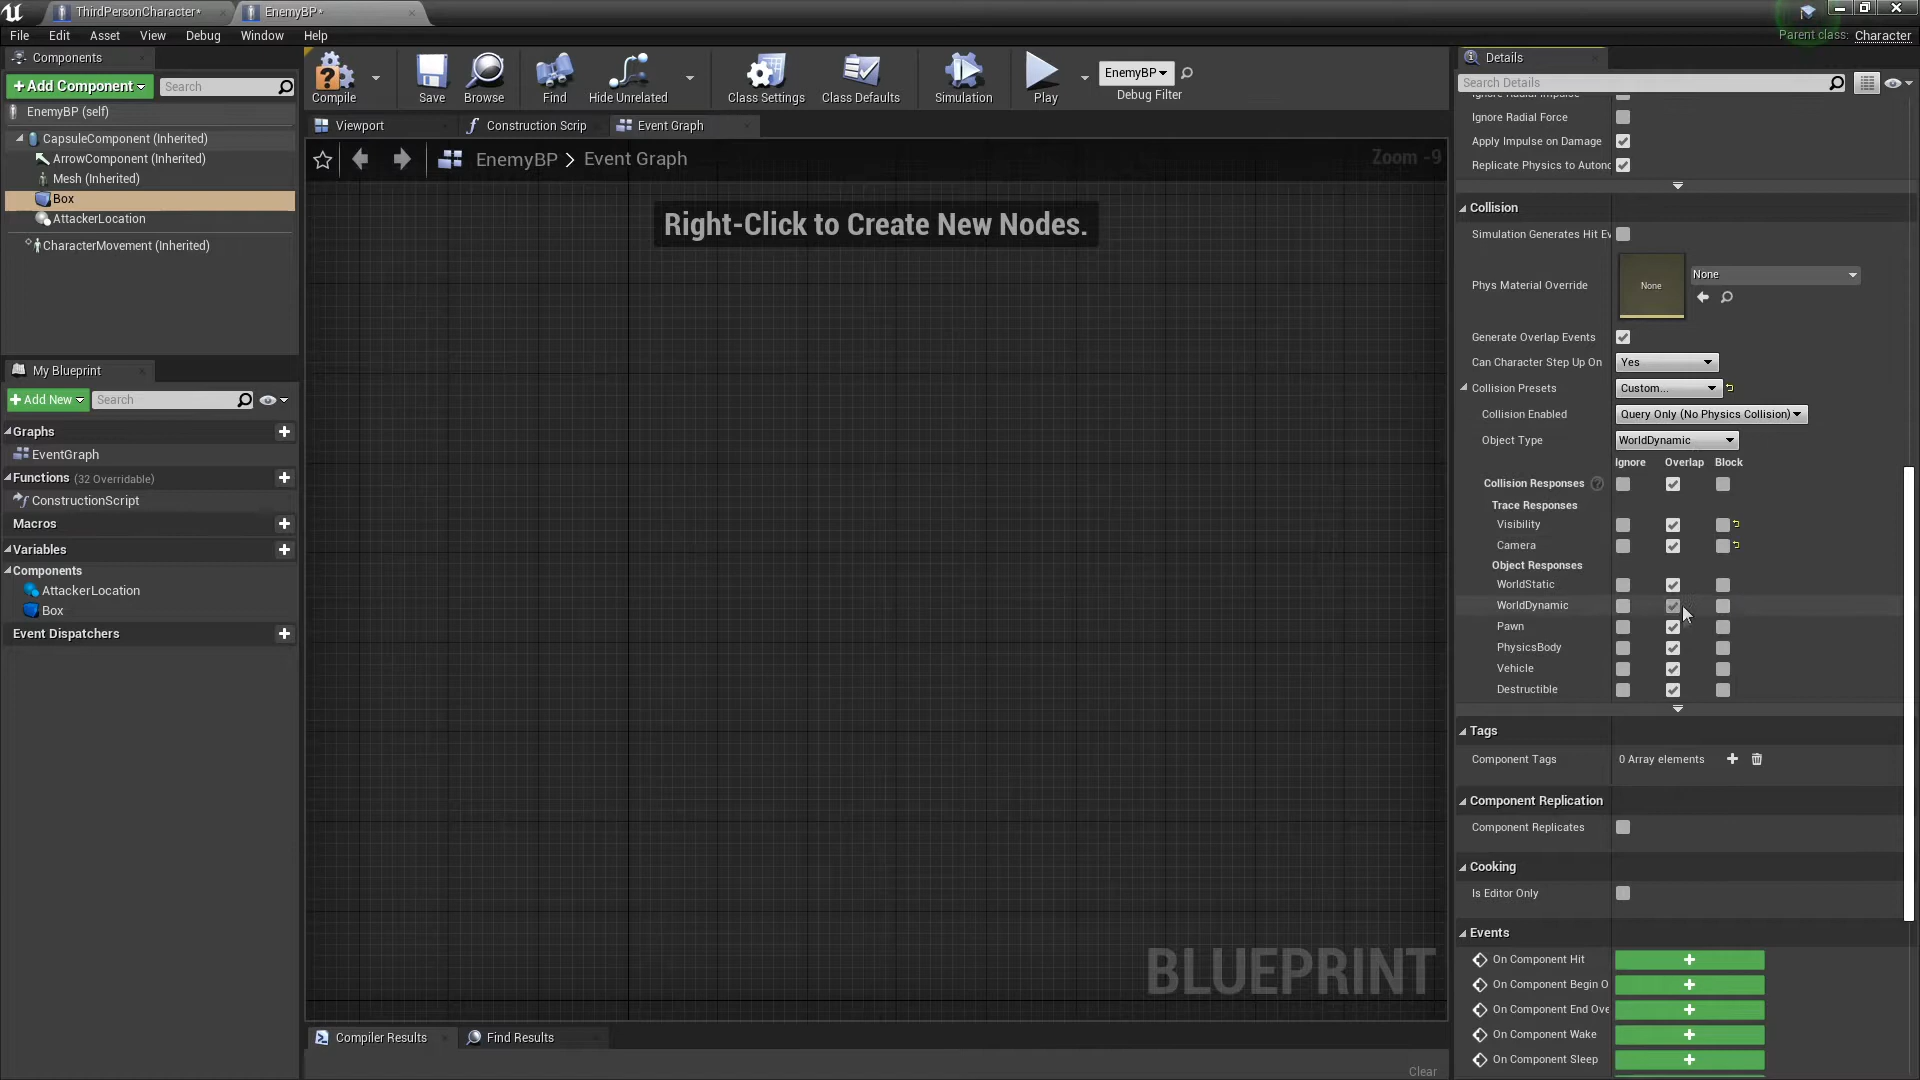 ThirdPersonCharacter*
EnemyBP*
File Edit Asset View Debug Window Help
Parent class: Character
Components
+Add Component
Search
EnemyBP (self)
CapsuleComponent (Inherited)
ArrowComponent (Inherited)
Mesh (Inherited)
Box
AttackerLocation
CharacterMovement (Inherited)
My Blueprint
+Add New
Search
Graphs
EventGraph
Functions (32 Overridable)
ConstructionScript
Macros
Variables
Components
AttackerLocation
Box
Event Dispatchers
Compile
Save
Browse
Find
Hide Unrelated
Class Settings
Class Defaults
Simulation
Play
EnemyBP
Debug Filter
Viewport
Construction Scrip
Event Graph
EnemyBP > Event Graph
Zoom -9
Right-Click to Create New Nodes.
BLUEPRINT
Compiler Results
Find Results
Clear
Details
Search Details
Ignore Radial Impulse
Ignore Radial Force
Apply Impulse on Damage
Replicate Physics to Autono
Collision
Simulation Generates Hit Ev
Phys Material Override
None
None
Generate Overlap Events
Can Character Step Up On
Yes
Collision Presets
Custom...
Collision Enabled
Query Only (No Physics Collision)
Object Type
WorldDynamic
Ignore Overlap Block
Collision Responses
Trace Responses
Visibility
Camera
Object Responses
WorldStatic
WorldDynamic
Pawn
PhysicsBody
Vehicle
Destructible
Tags
Component Tags
0 Array elements
Component Replication
Component Replicates
Cooking
Is Editor Only
Events
On Component Hit
On Component Begin O
On Component End Ove
On Component Wake
On Component Sleep